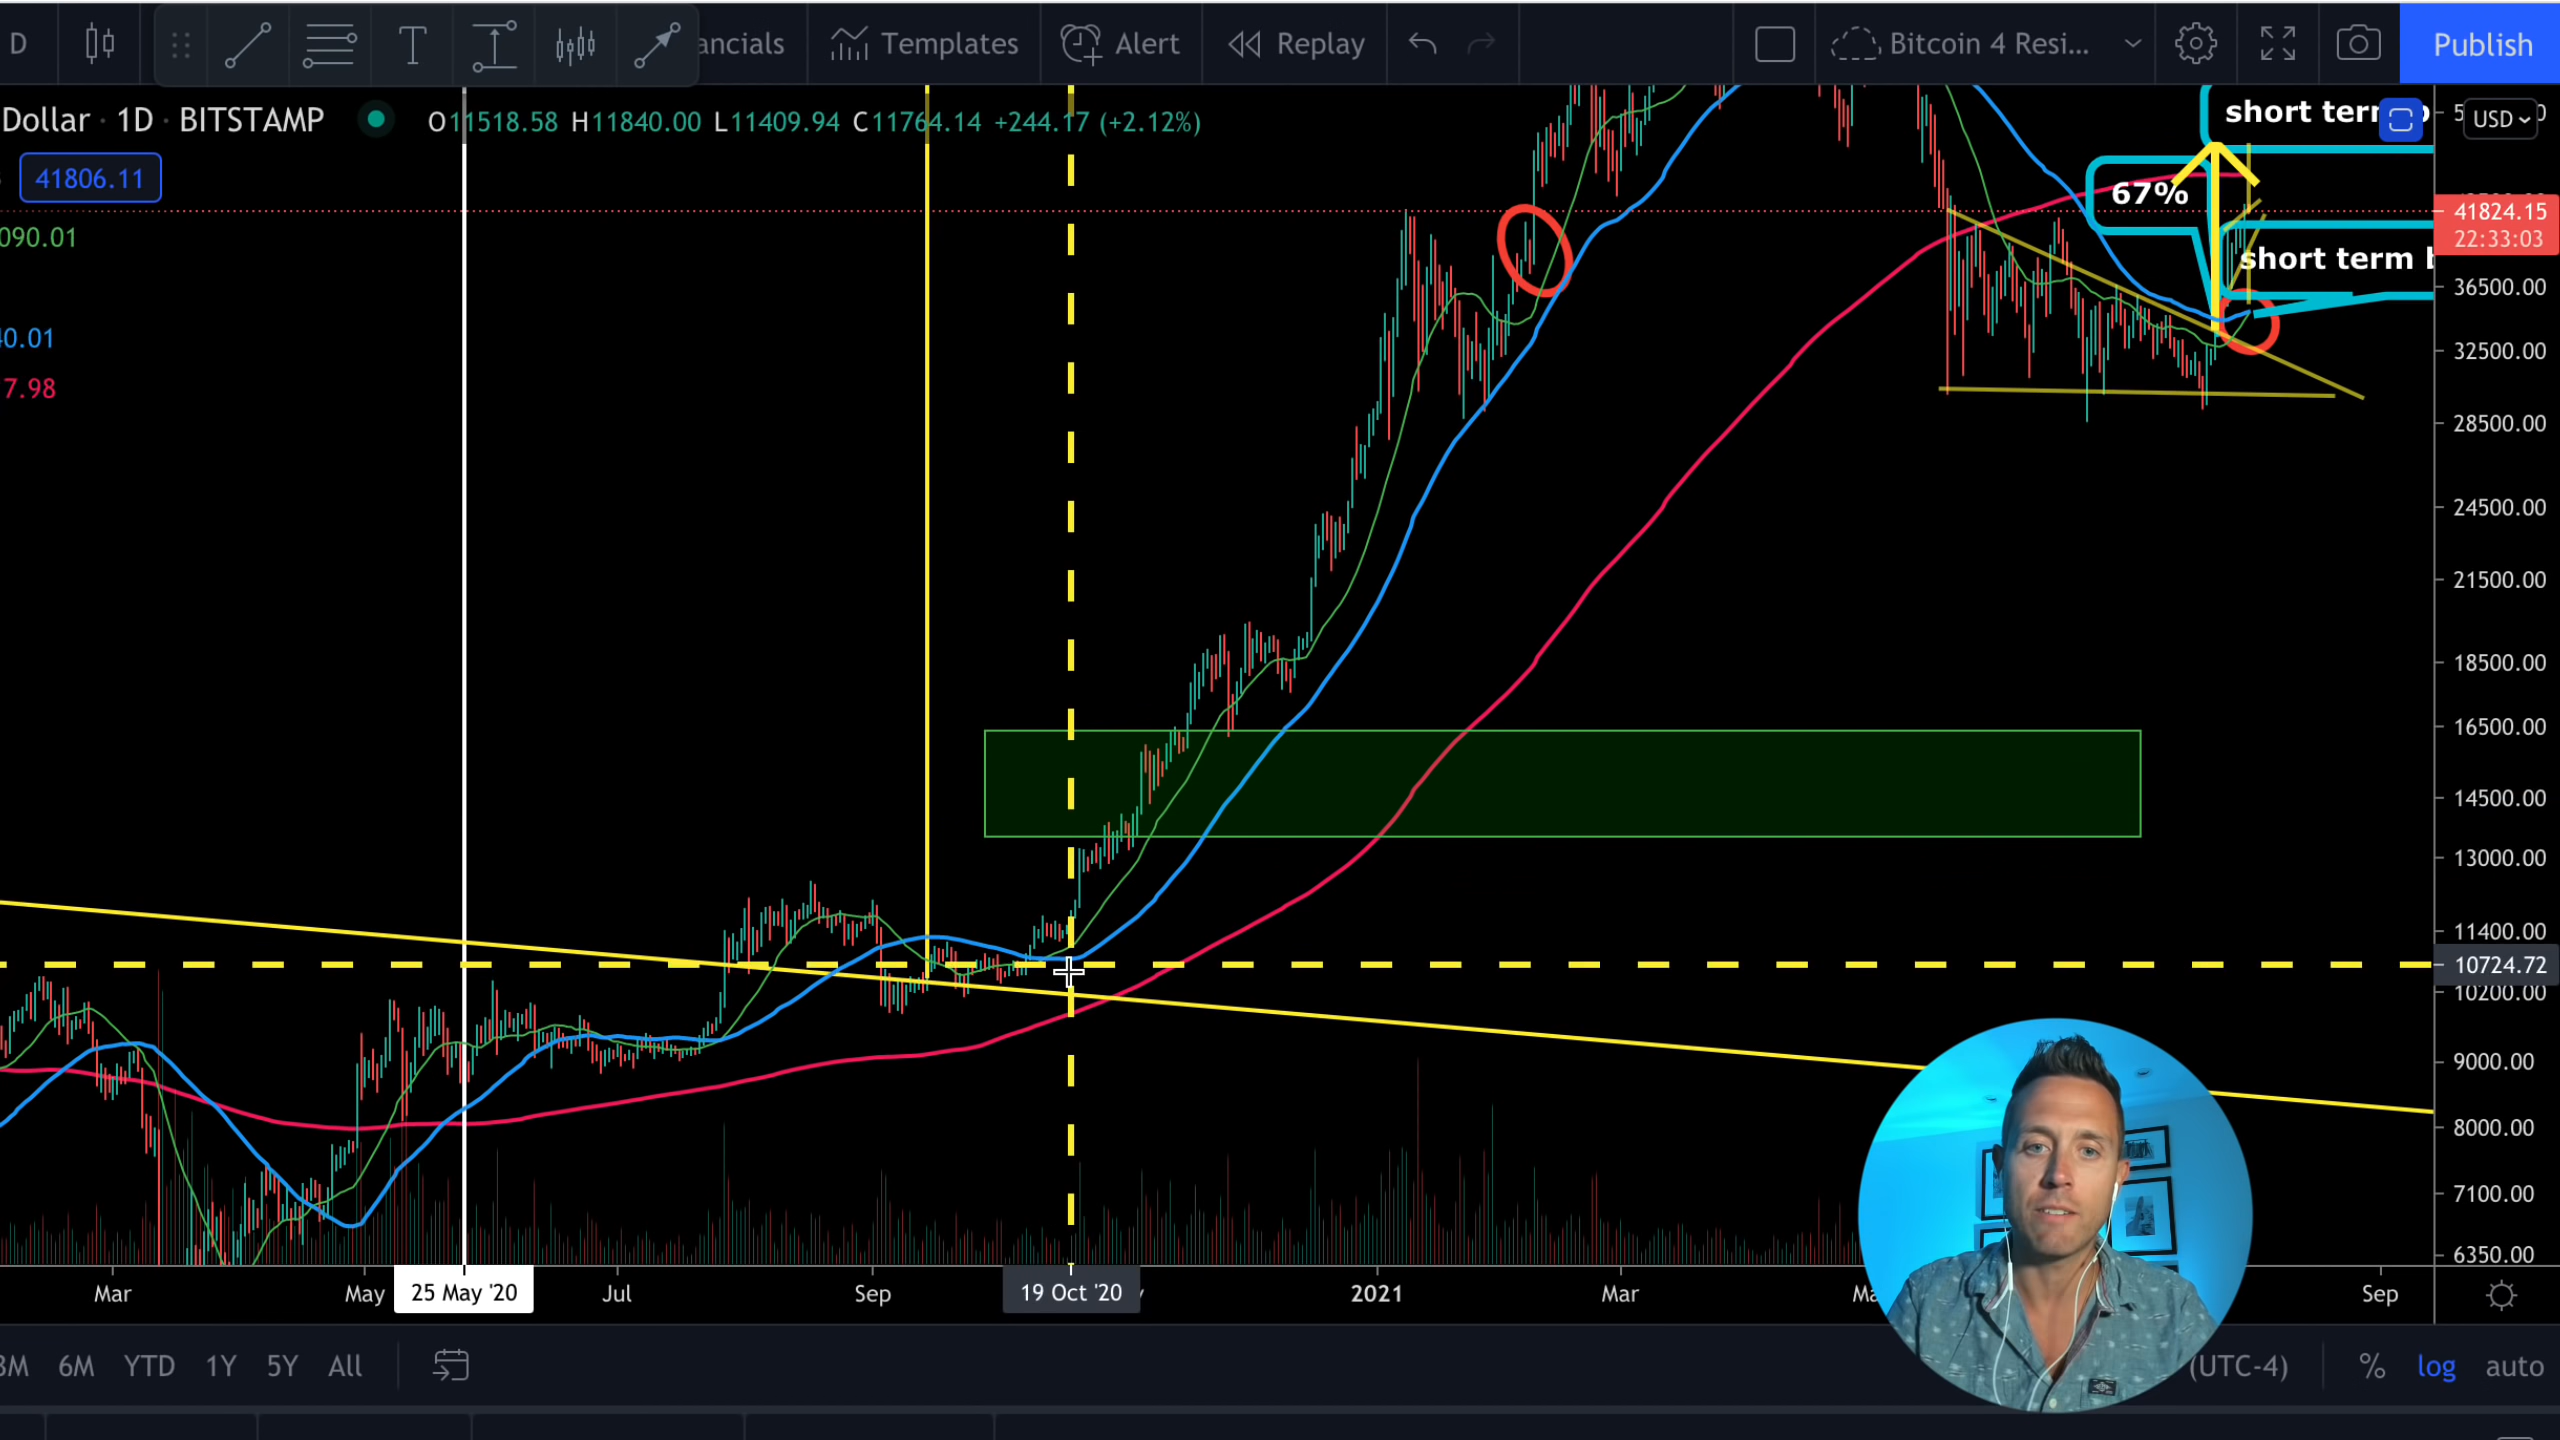 D
ancials
Templates
Alert
Replay
Bitcoin 4 Resi...
Publish
Dollar · 1D · BITSTAMP
O11518.58 H11840.00 L11409.94 C11764.14 +244.17 (+2.12%)
41806.11
090.01
0.01
7.98
short term
USD
67%
short term
41824.15
22:33:03
36500.00
32500.00
28500.00
24500.00
21500.00
18500.00
16500.00
14500.00
13000.00
11400.00
10724.72
10200.00
9000.00
8000.00
7100.00
6350.00
Mar
May
25 May '20
Jul
Sep
19 Oct '20
2021
Mar
Sep
3M 6M YTD 1Y 5Y All
(UTC-4)
%
log
auto